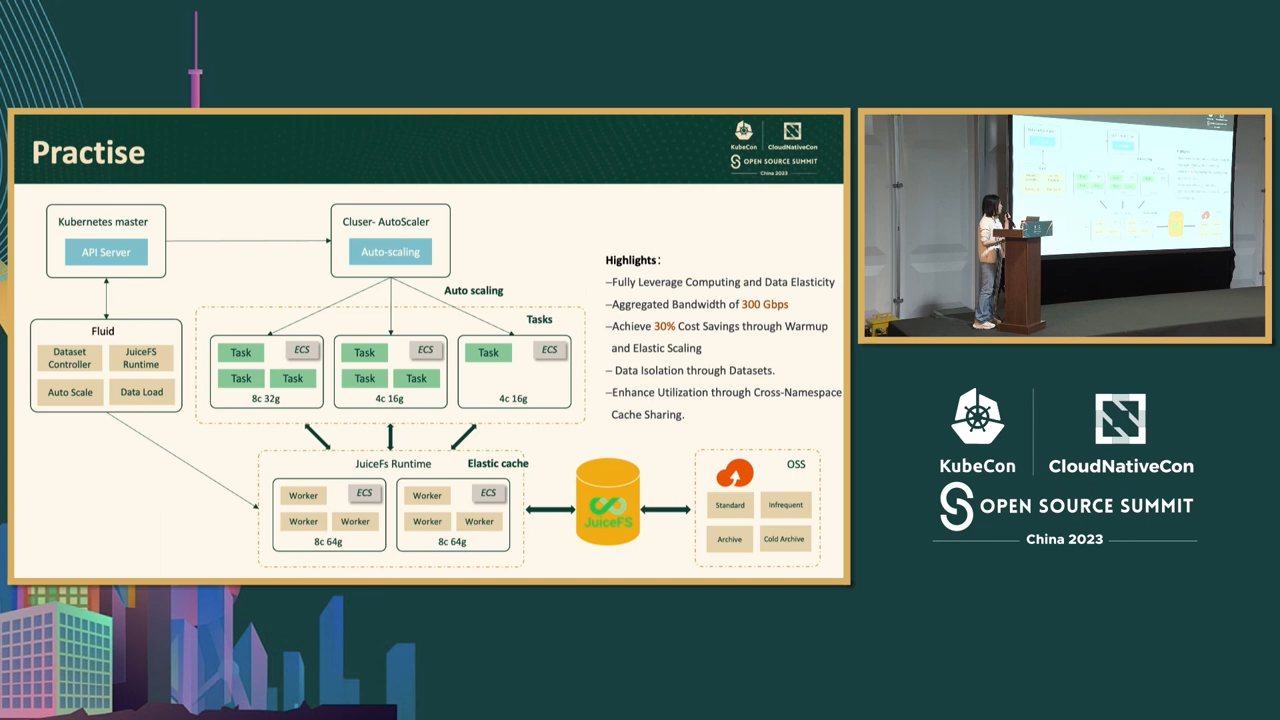 Practise
KubeCon
CloudNativeCon
OPEN SOURCE SUMMIT
China 2023
Kubernetes master
API Server
Cluser- AutoScaler
Auto-scaling
Auto scaling
Fluid
Dataset
Controller
JuiceFS
Runtime
Auto Scale
Data Load
Tasks
Task
ECS
Task
Task
8c 32g
Task
ECS
Task
Task
4c 16g
Task
ECS
4c 16g
Highlights:
–Fully Leverage Computing and Data Elasticity
–Aggregated Bandwidth of 300 Gbps
–Achieve 30% Cost Savings through Warmup
and Elastic Scaling
– Data Isolation through Datasets.
–Enhance Utilization through Cross-Namespace
Cache Sharing.
JuiceFs Runtime
Elastic cache
Worker
ECS
Worker
Worker
8c 64g
Worker
ECS
Worker
Worker
8c 64g
JuiceFS
OSS
Standard
Infrequent
Archive
Cold Archive
KubeCon
CloudNativeCon
OPEN SOURCE SUMMIT
China 2023